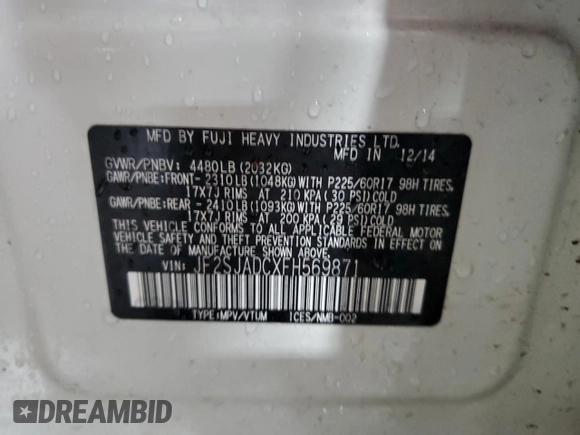 MFD BY FUJI HEAVY INDUSTRIES LTD.
MFD IN 12/14
GVWR/PNBV: 4480LB(2032KG)
GAWR/PNBE:FRONT- 2310LB(1048KG)WITH P225/60R17 98H TIRES.
17X7J RIMS AT 210 KPA(30 PSI)COLD
GAWR/PNBE:REAR - 2410LB(1093KG)WITH P225/60R17 98H TIRES.
17X7J RIMS AT 200 KPA(29 PSI)COLD
THIS VEHICLE CONFORMS TO ALL APPLICABLE FEDERAL MOTOR
VEHICLE SAFETY, BUMPER, AND THEFT PREVENTION STANDARDS
IN EFFECT ON THE DATE OF MANUFACTURE SHOWN ABOVE.
VIN: JF2SJADCXFH569871
TYPE:MPV/VTUM ICES/NMB-002
DREAMBID